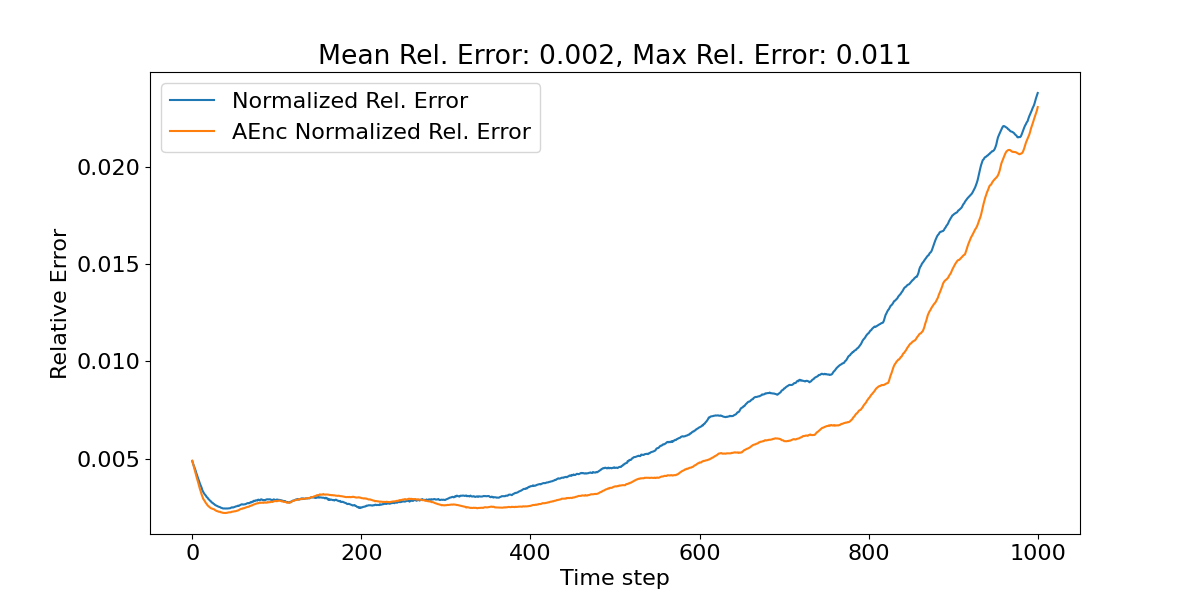 Mean Rel. Error: 0.002, Max Rel. Error: 0.011
Normalized Rel. Error
AEnc Normalized Rel. Error
Relative Error
0.020
0.015
0.010
0.005
0 200 400 600 800 1000
Time step